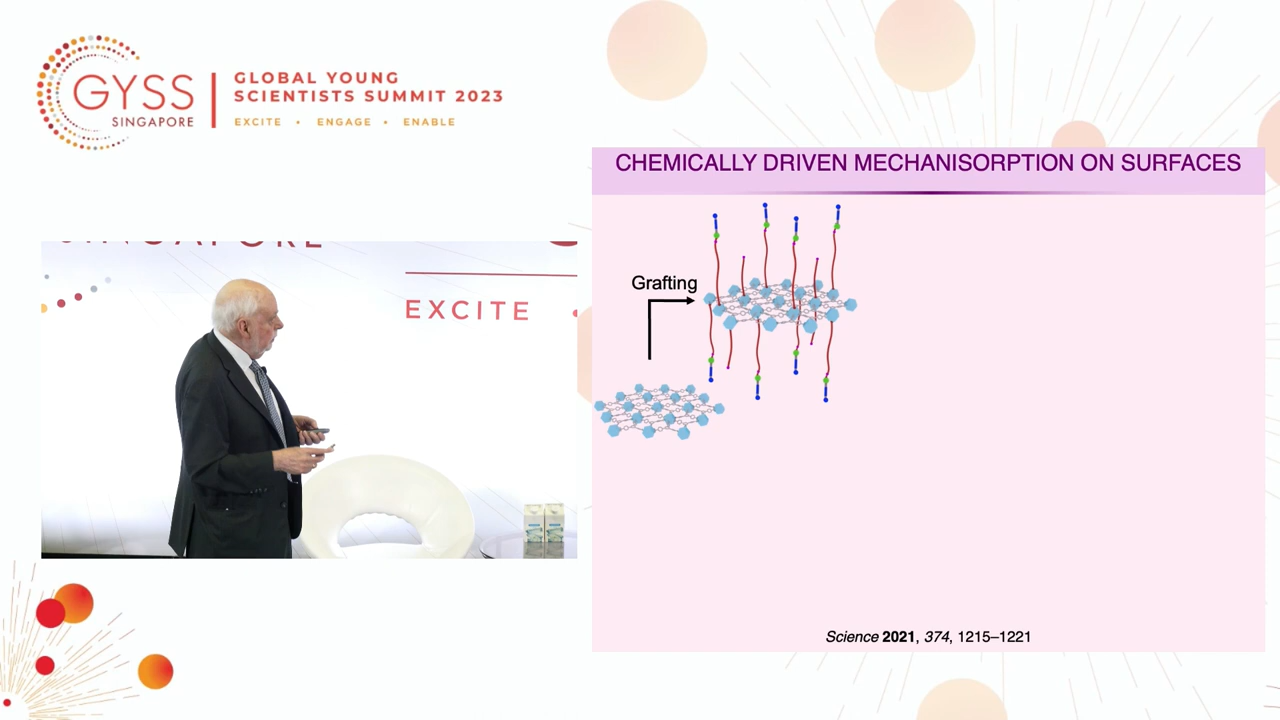 GYSS
SINGAPORE
GLOBAL YOUNG
SCIENTISTS SUMMIT 2023
EXCITE • ENGAGE • ENABLE
SINGAPORE
EXCITE
CHEMICALLY DRIVEN MECHANISORPTION ON SURFACES
Grafting
Science 2021, 374, 1215–1221